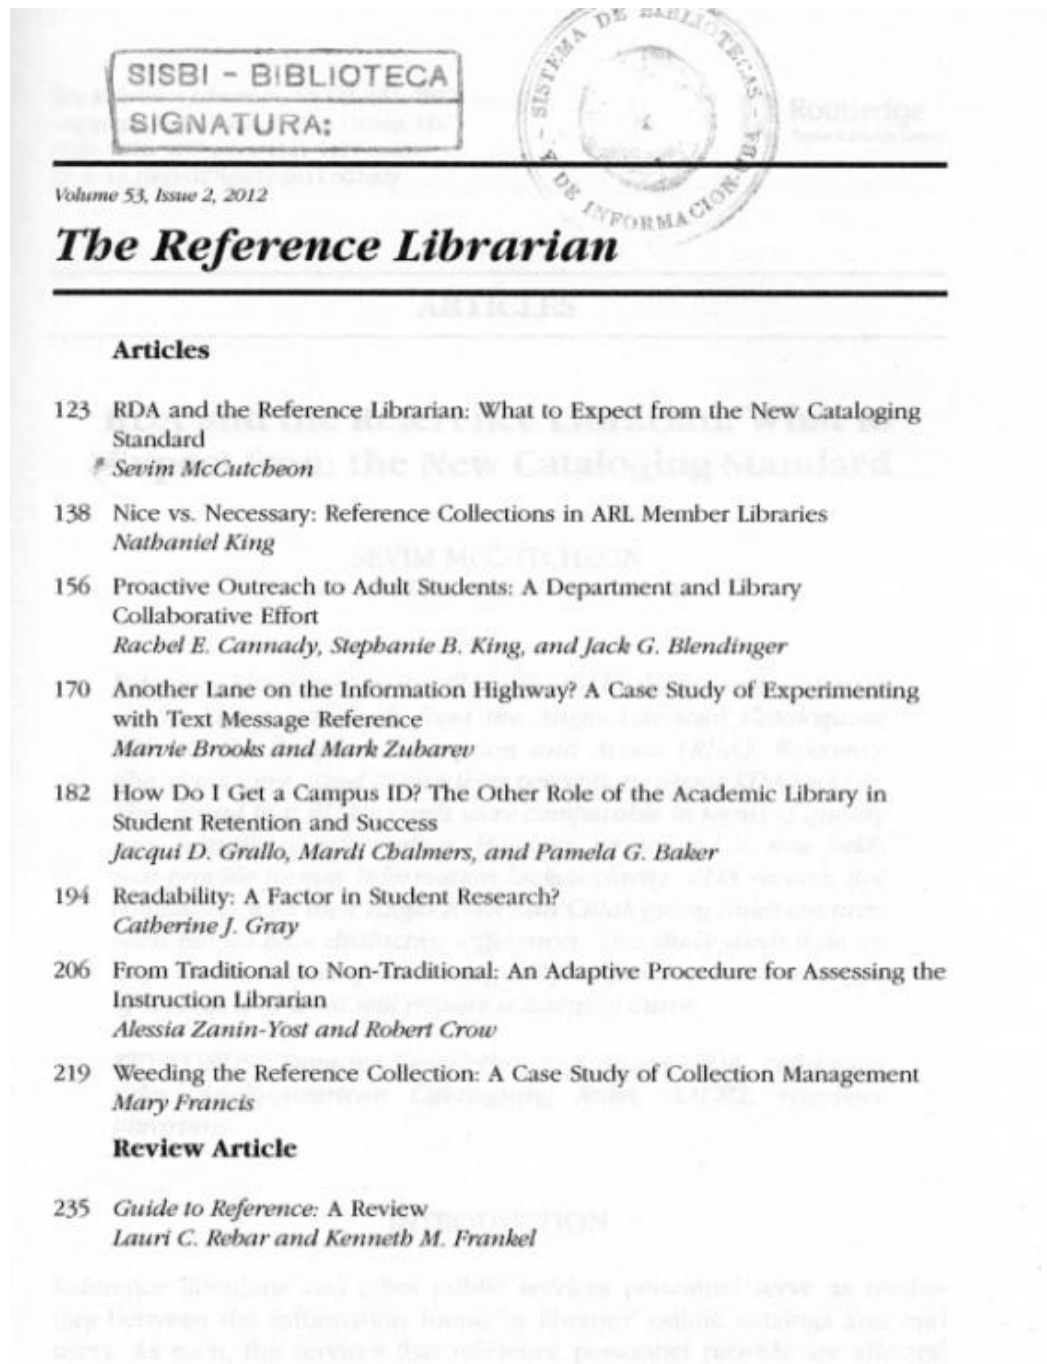 SISBI - BIBLIOTECA
SIGNATURA:
SISTEMA DE BIBLIOTECAS
Y DE INFORMACION-UBA
Routledge
Volume 53, Issue 2, 2012
The Reference Librarian
ARTICLES
Articles
123 RDA and the Reference Librarian: What to Expect from the New Cataloging
Standard
Sevim McCutcheon
138 Nice vs. Necessary: Reference Collections in ARL Member Libraries
Nathaniel King
156 Proactive Outreach to Adult Students: A Department and Library
Collaborative Effort
Rachel E. Cannady, Stephanie B. King, and Jack G. Blendinger
170 Another Lane on the Information Highway? A Case Study of Experimenting
with Text Message Reference
Marvie Brooks and Mark Zubarev
182 How Do I Get a Campus ID? The Other Role of the Academic Library in
Student Retention and Success
Jacqui D. Grallo, Mardi Chalmers, and Pamela G. Baker
194 Readability: A Factor in Student Research?
Catherine J. Gray
206 From Traditional to Non-Traditional: An Adaptive Procedure for Assessing the
Instruction Librarian
Alessia Zanin-Yost and Robert Crow
219 Weeding the Reference Collection: A Case Study of Collection Management
Mary Francis
Review Article
235 Guide to Reference: A Review
Lauri C. Rebar and Kenneth M. Frankel